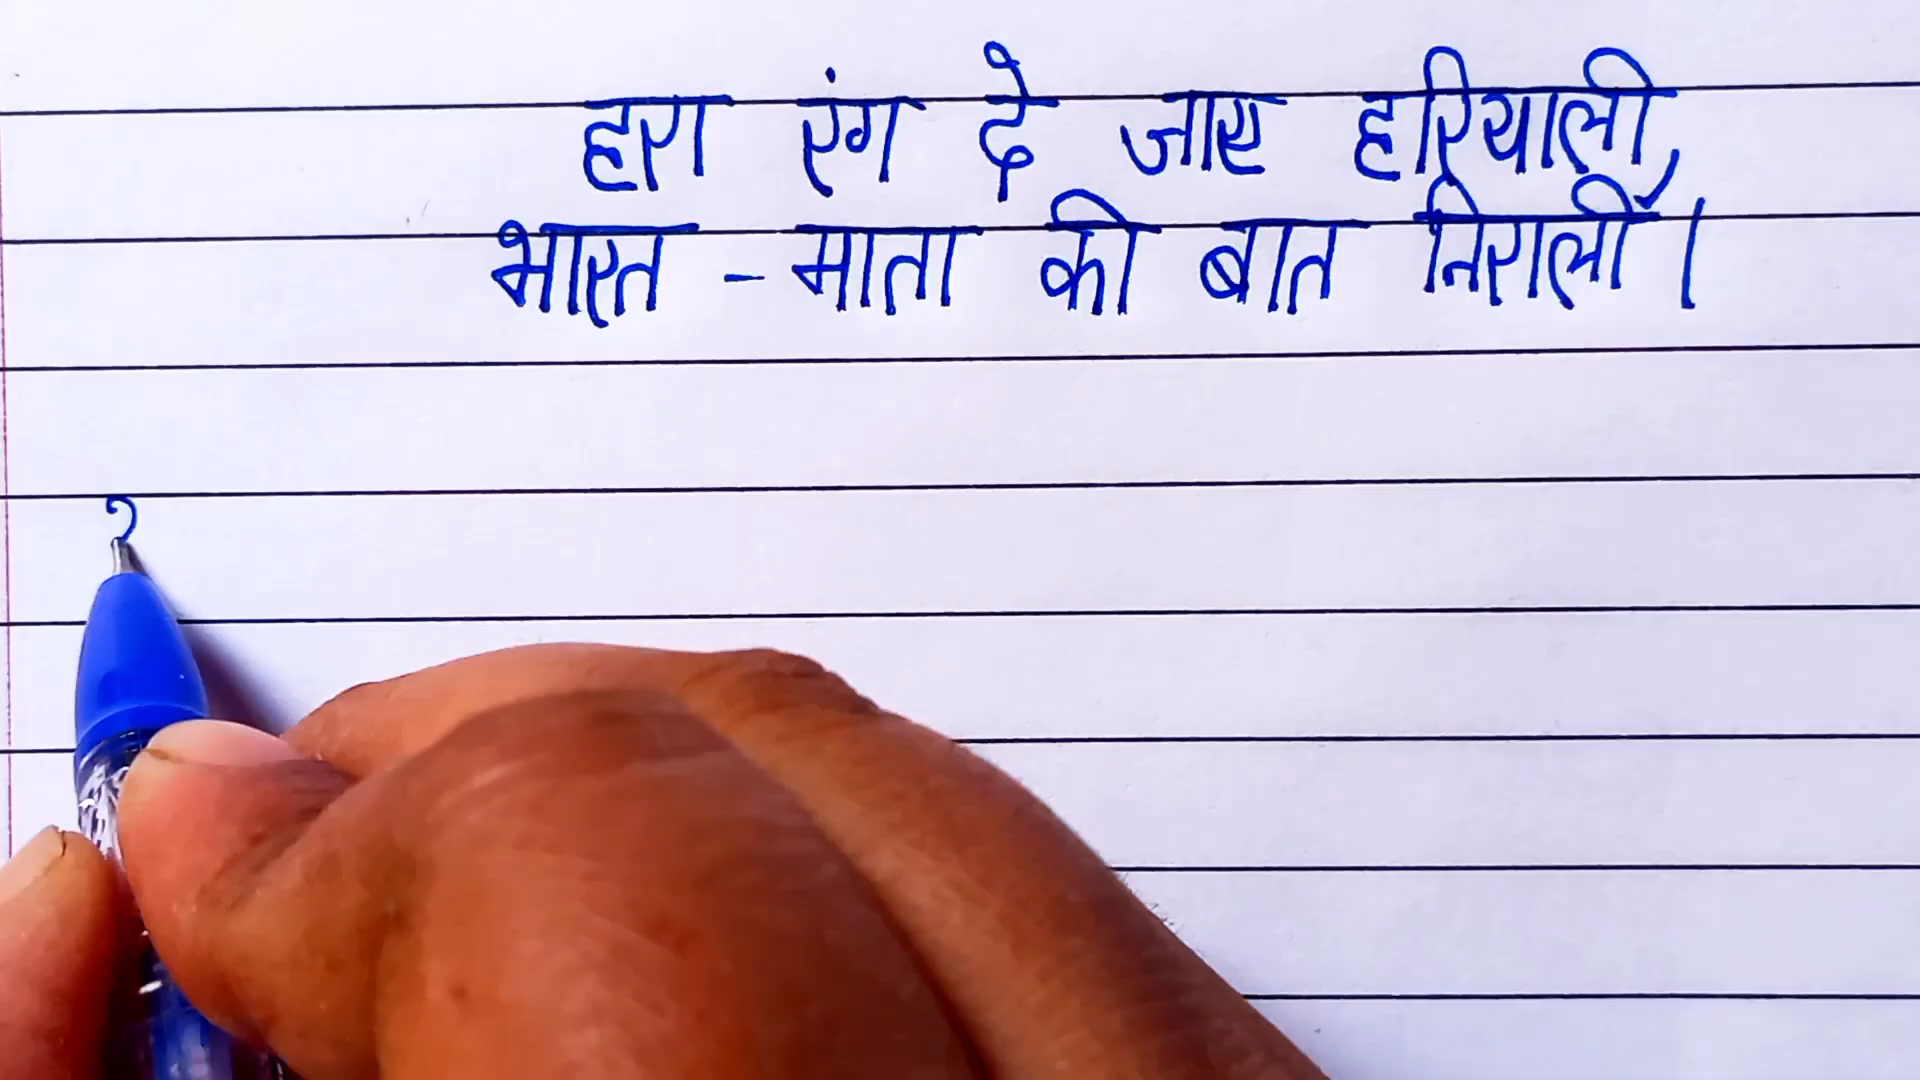 हरा रंग दे जाए हरियाली,
भारत - माता की बात निराली।